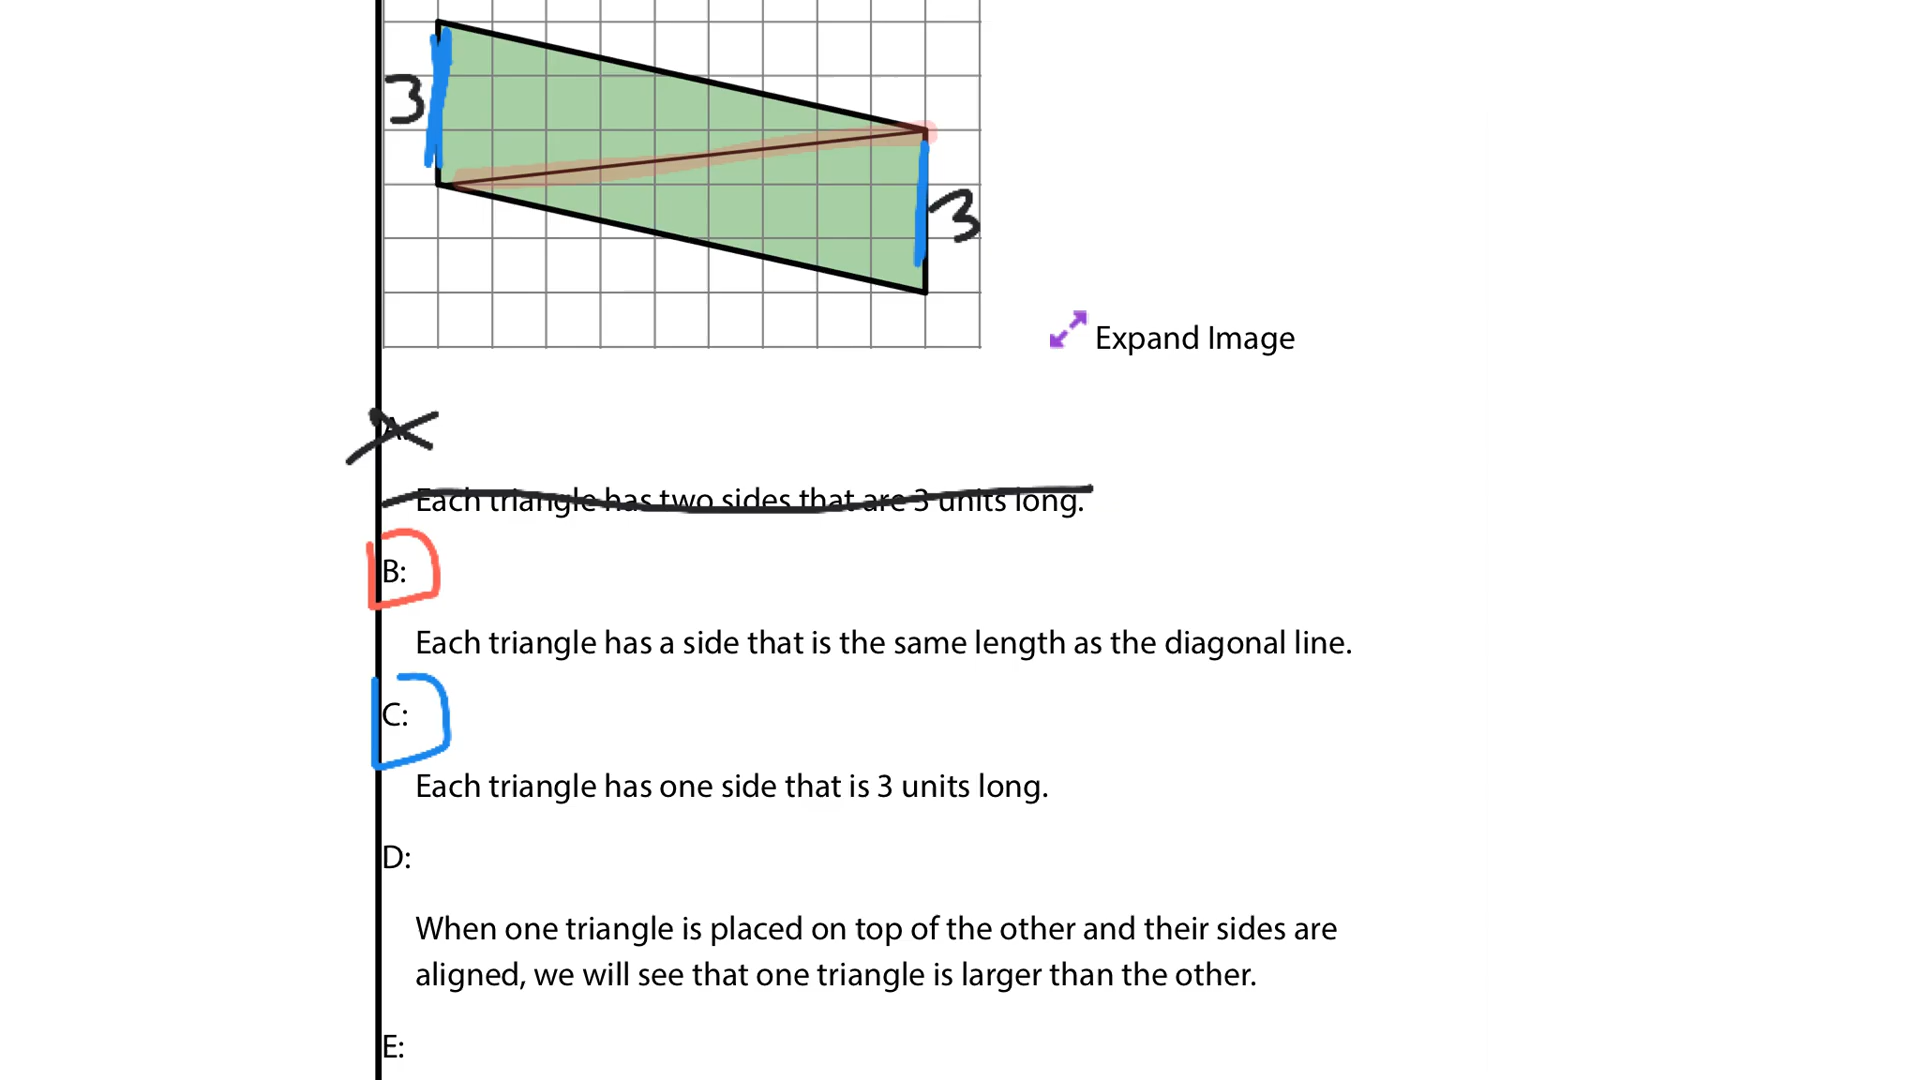 3
3
Expand Image
A:
Each triangle has two sides that are 3 units long.
B:
Each triangle has a side that is the same length as the diagonal line.
C:
Each triangle has one side that is 3 units long.
D:
When one triangle is placed on top of the other and their sides are
aligned, we will see that one triangle is larger than the other.
E: